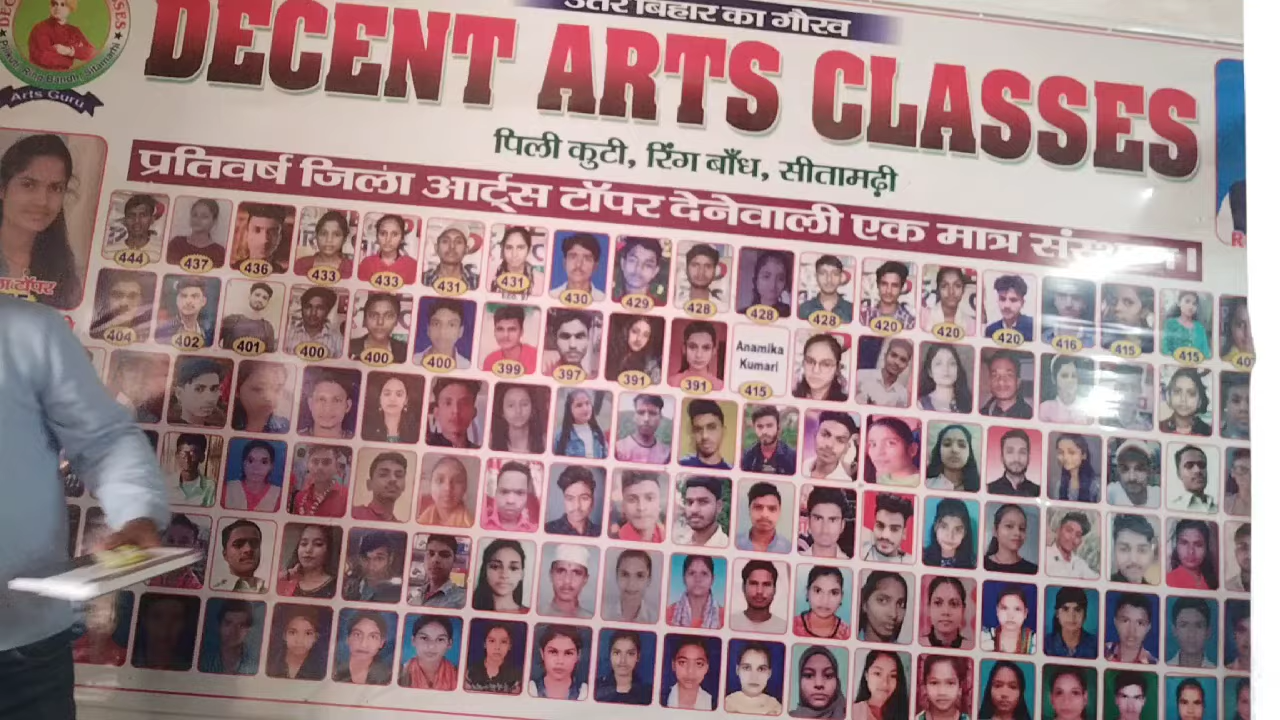 उत्तर बिहार का गौरव
DECENT ARTS CLASSES
Arts Guru
पिली कुटी, रिंग बाँध, सीतामढ़ी
प्रतिवर्ष जिला आर्ट्स टॉपर देनेवाली एक मात्र संस्थान।
टॉपर
444 437 436 433 433 431 431 430 429 428 428 428 420 420 420 416 415 415
404 402 401 400 400 400 399 397 391 391
Anamika
Kumari
415